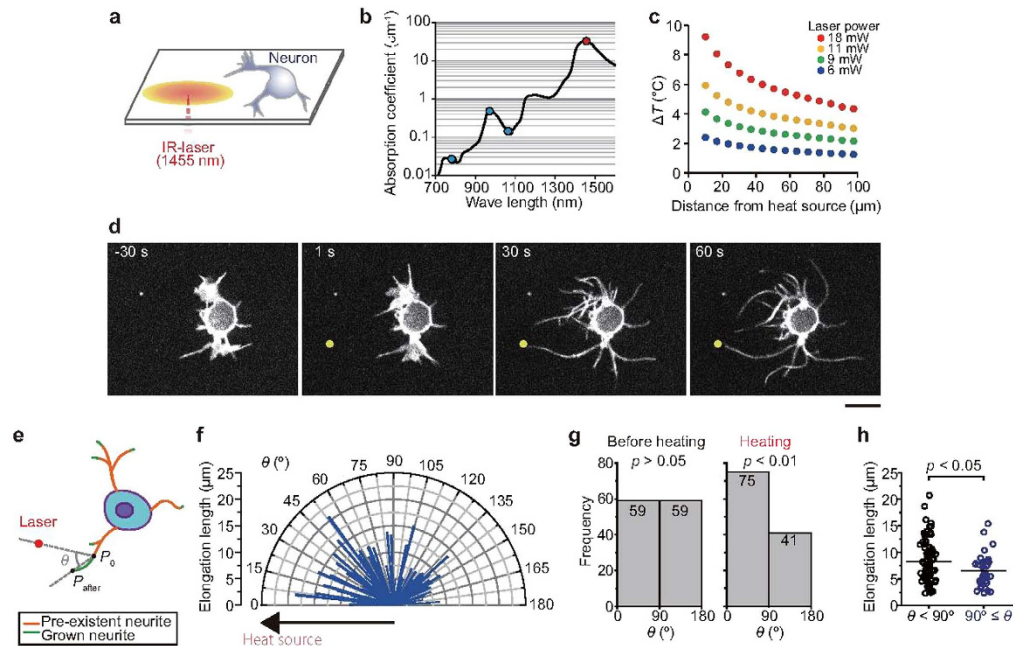 a
Neuron
IR-laser
(1455 nm)
b
Absorption coefficient (cm⁻¹)
100
10
1
0.1
0.01
700 900 1100 1300 1500
Wave length (nm)
c
Laser power
18 mW
11 mW
9 mW
6 mW
ΔT (°C)
10
8
6
4
2
0
0 20 40 60 80 100
Distance from heat source (μm)
d
-30 s
1 s
30 s
60 s
e
Laser
θ
P₀
Pafter
Pre-existent neurite
Grown neurite
f
θ (°)
Elongation length (μm)
25
20
15
10
5
0
0 15 30 45 60 75 90 105 120 135 150 165 180
Heat source
g
Before heating
p > 0.05
Heating
p < 0.01
Frequency
80
60
40
20
0
59 59
75
41
0 90 180
θ (°)
0 90 180
θ (°)
h
p < 0.05
Elongation length (μm)
25
20
15
10
5
0
θ < 90° 90° ≤ θ